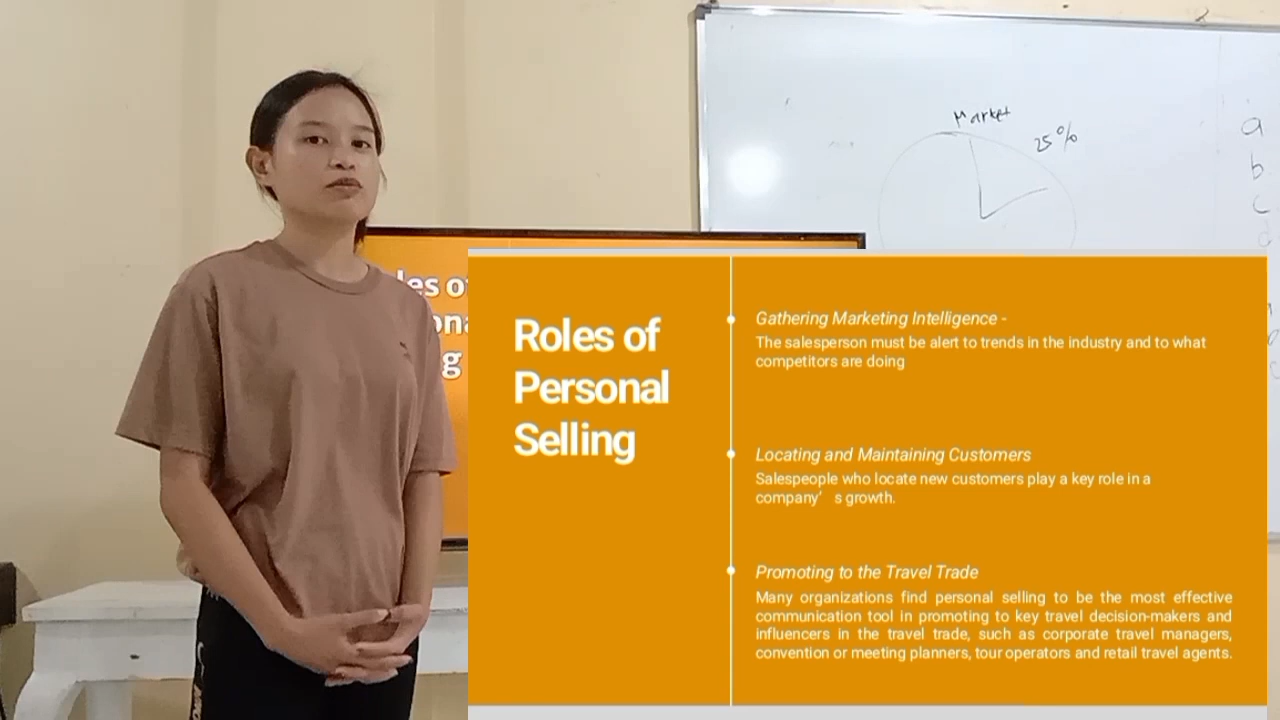 Market
25%
a
b
c
d
les of
ona
g
Roles of
Personal
Selling
Gathering Marketing Intelligence -
The salesperson must be alert to trends in the industry and to what
competitors are doing
Locating and Maintaining Customers
Salespeople who locate new customers play a key role in a
company’ s growth.
Promoting to the Travel Trade
Many organizations find personal selling to be the most effective
communication tool in promoting to key travel decision-makers and
influencers in the travel trade, such as corporate travel managers,
convention or meeting planners, tour operators and retail travel agents.